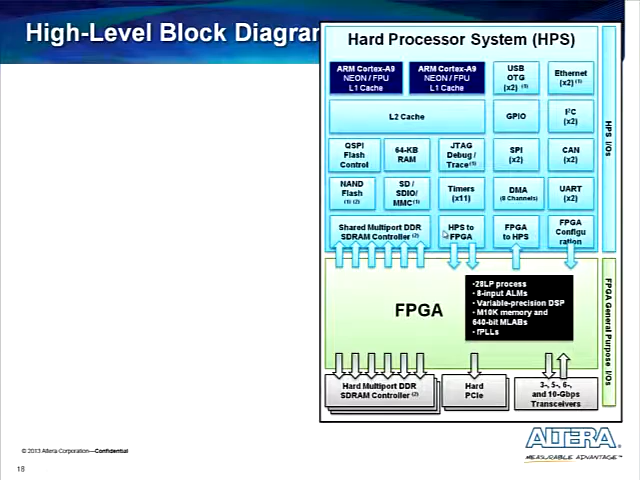 High-Level Block Diagram
Hard Processor System (HPS)
ARM Cortex-A9
NEON / FPU
L1 Cache
ARM Cortex-A9
NEON / FPU
L1 Cache
USB
OTG
(x2) (1)
Ethernet
(x2) (1)
L2 Cache
GPIO
I²C
(x2)
QSPI
Flash
Control
64-KB
RAM
JTAG
Debug /
Trace(1)
SPI
(x2)
CAN
(x2)
NAND
Flash
(1) (2)
SD /
SDIO/
MMC(1)
Timers
(x11)
DMA
(8 Channels)
UART
(x2)
Shared Multiport DDR
SDRAM Controller (2)
HPS to
FPGA
FPGA
to HPS
FPGA
Configu
ration
HPS I/Os
FPGA
•28LP process
• 8-input ALMs
• Variable-precision DSP
• M10K memory and
640-bit MLABs
• fPLLs
FPGA General Purpose I/Os
Hard Multiport DDR
SDRAM Controller (2)
Hard
PCIe
3-, 5-, 6-,
and 10-Gbps
Transceivers
© 2013 Altera Corporation—Confidential
ALTERA
MEASURABLE ADVANTAGE™
18